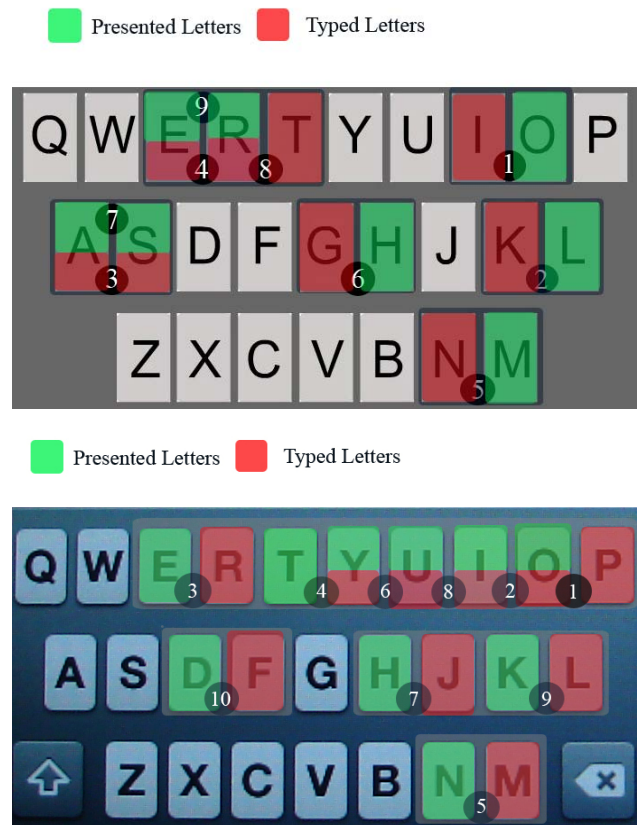 Presented Letters Typed Letters
Q W E R T Y U I O P
9
4 8 1
A S D F G H J K L
7
3 6 2
Z X C V B N M
5
Presented Letters Typed Letters
Q W E R T Y U I O P
3 4 6 8 2 1
A S D F G H J K L
10 7 9
Z X C V B N M
5